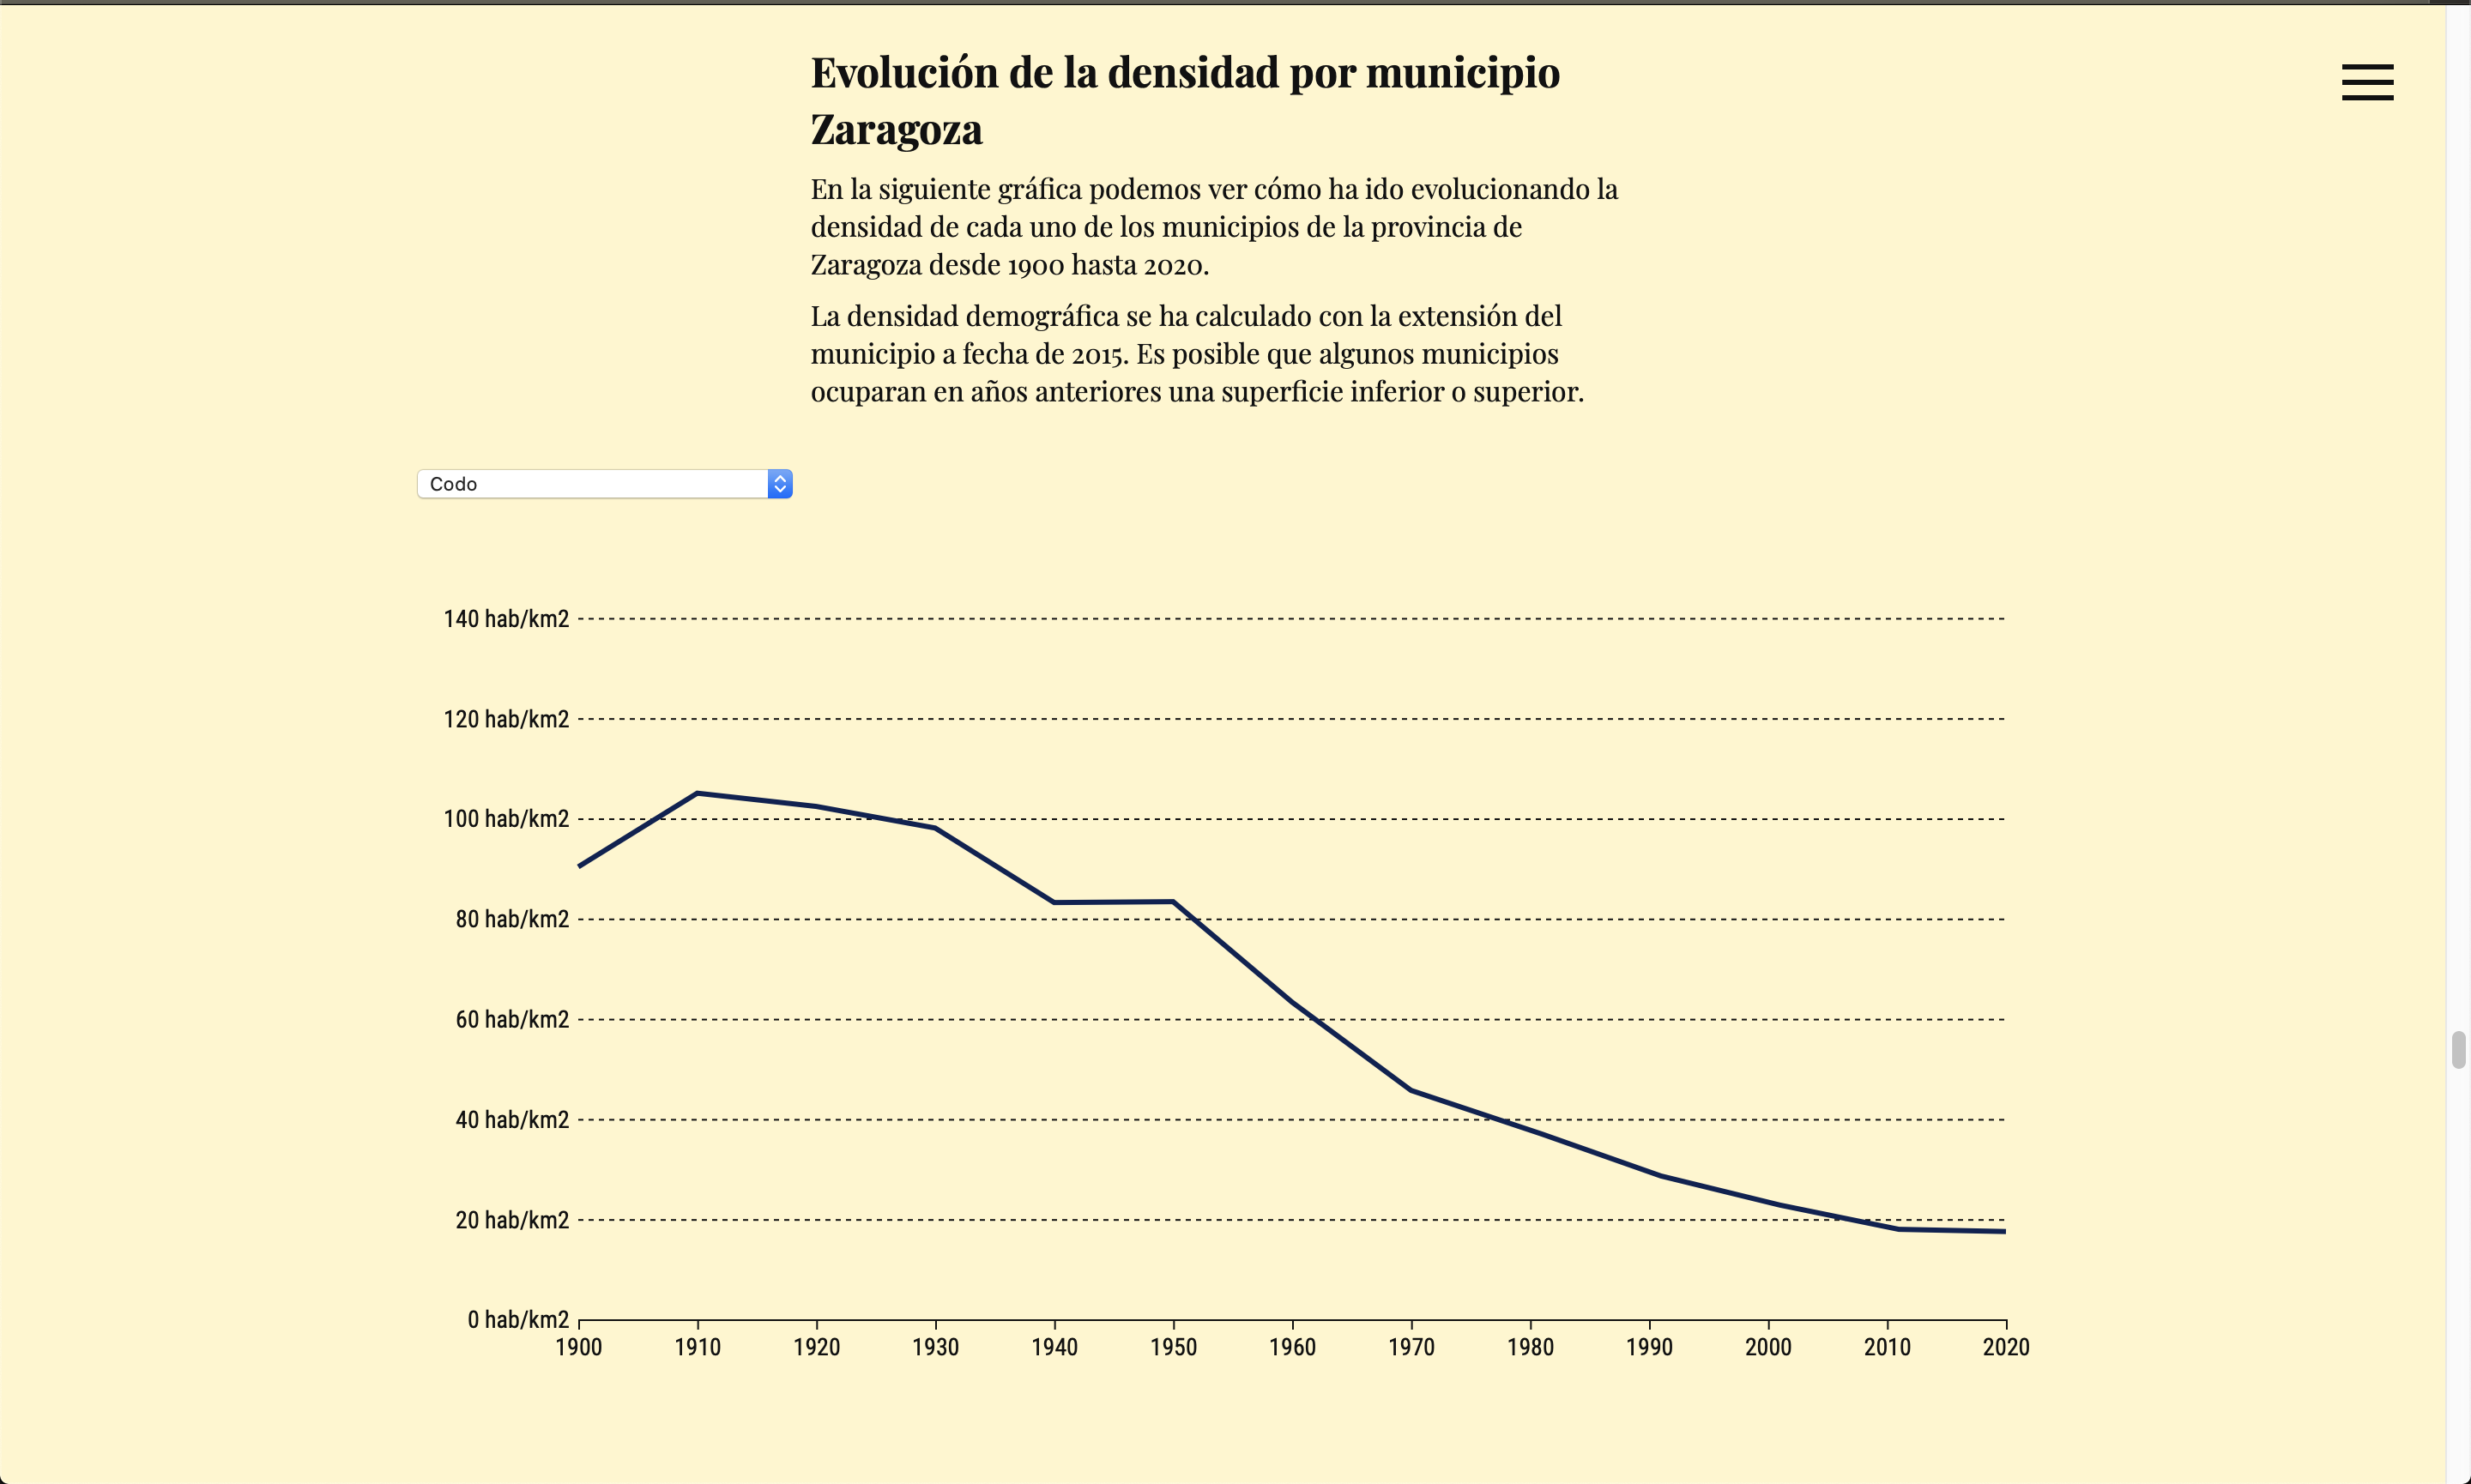 Evolución de la densidad por municipio
Zaragoza
En la siguiente gráfica podemos ver cómo ha ido evolucionando la
densidad de cada uno de los municipios de la provincia de
Zaragoza desde 1900 hasta 2020.
La densidad demográfica se ha calculado con la extensión del
municipio a fecha de 2015. Es posible que algunos municipios
ocuparan en años anteriores una superficie inferior o superior.
Codo
140 hab/km2
120 hab/km2
100 hab/km2
80 hab/km2
60 hab/km2
40 hab/km2
20 hab/km2
0 hab/km2
1900 1910 1920 1930 1940 1950 1960 1970 1980 1990 2000 2010 2020